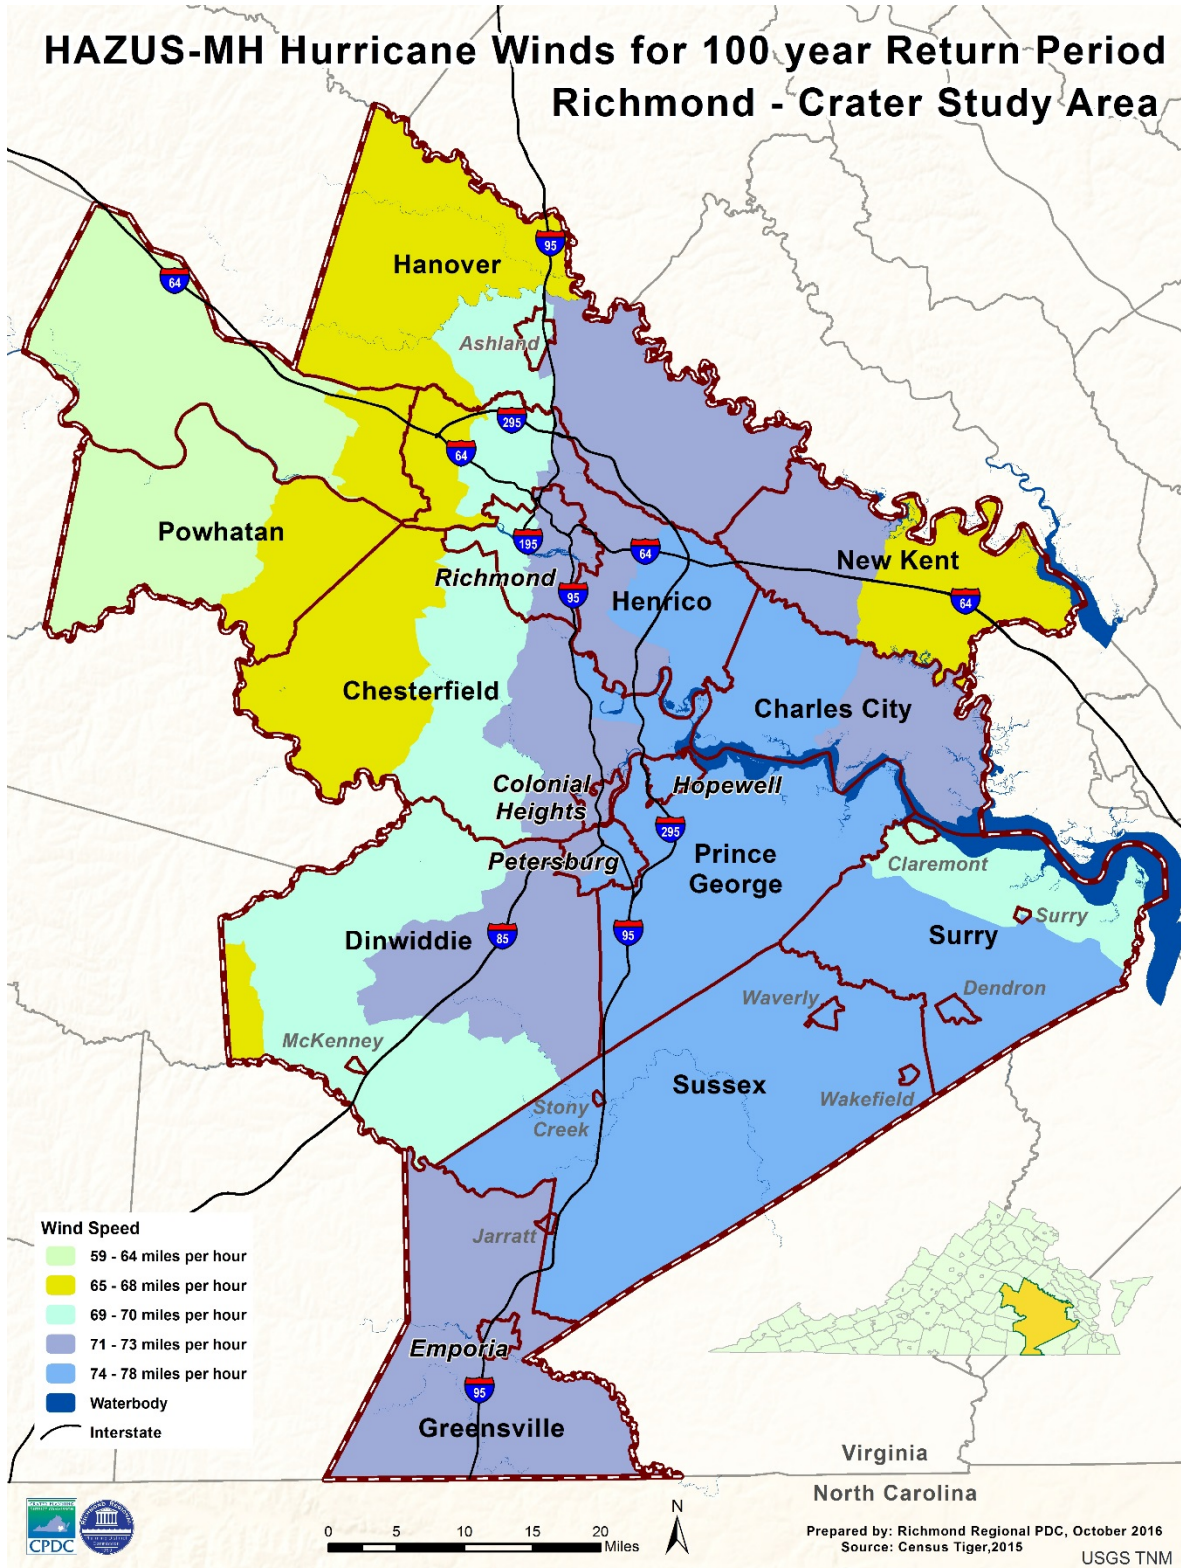 HAZUS-MH Hurricane Winds for 100 year Return Period
Richmond - Crater Study Area
95
Hanover
64
Ashland
295
64
Powhatan
195
64
New Kent
Richmond
95
Henrico
64
Chesterfield
Charles City
Colonial
Heights
Hopewell
295
Petersburg
Prince
George
Claremont
Surry
Dinwiddie
85
95
Surry
Waverly
Dendron
McKenney
Sussex
Wakefield
Stony
Creek
Jarratt
Emporia
95
Greensville
Wind Speed
59 - 64 miles per hour
65 - 68 miles per hour
69 - 70 miles per hour
71 - 73 miles per hour
74 - 78 miles per hour
Waterbody
Interstate
Virginia
North Carolina
CPDC
0 5 10 20
Miles
N
Prepared by: Richmond Regional PDC, October 2016
Source: Census Tiger,2015
USGS TNM